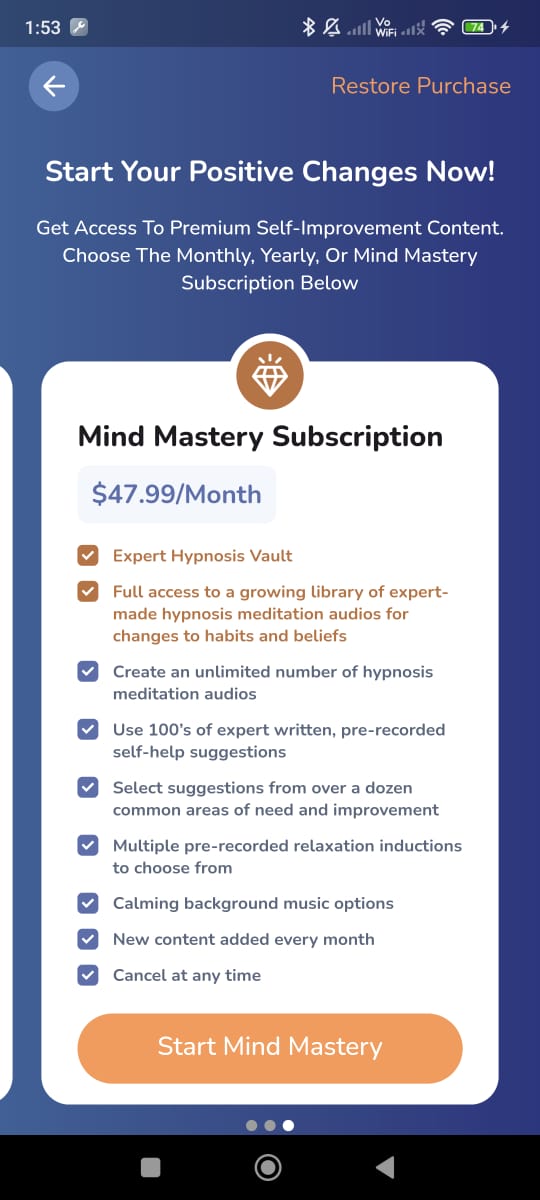 1:53
Vo
WiFi
74
Restore Purchase
Start Your Positive Changes Now!
Get Access To Premium Self-Improvement Content.
Choose The Monthly, Yearly, Or Mind Mastery
Subscription Below
Mind Mastery Subscription
$47.99/Month
Expert Hypnosis Vault
Full access to a growing library of expert-
made hypnosis meditation audios for
changes to habits and beliefs
Create an unlimited number of hypnosis
meditation audios
Use 100's of expert written, pre-recorded
self-help suggestions
Select suggestions from over a dozen
common areas of need and improvement
Multiple pre-recorded relaxation inductions
to choose from
Calming background music options
New content added every month
Cancel at any time
Start Mind Mastery